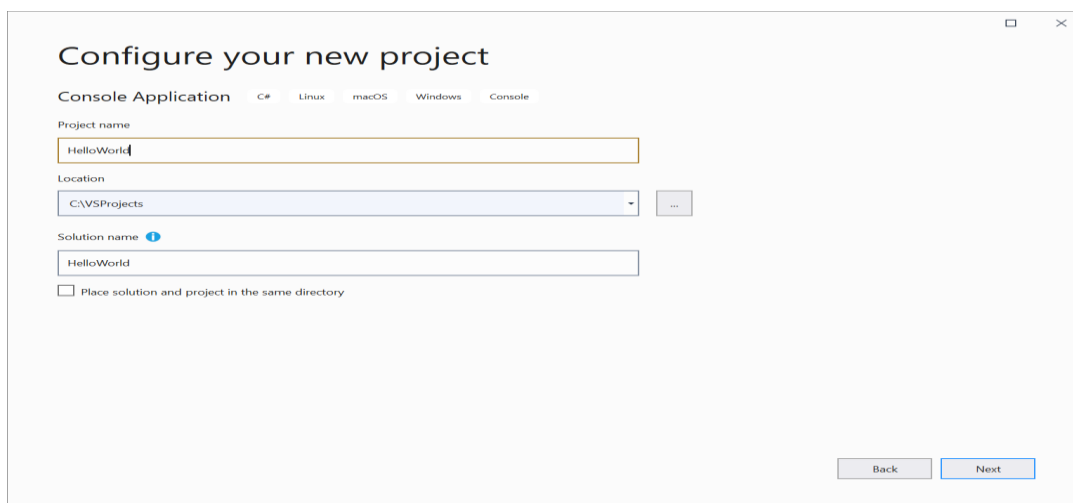 Configure your new project
Console Application C# Linux macOS Windows Console
Project name
HelloWorld
Location
C:\VSProjects ...
Solution name
HelloWorld
Place solution and project in the same directory
Back Next